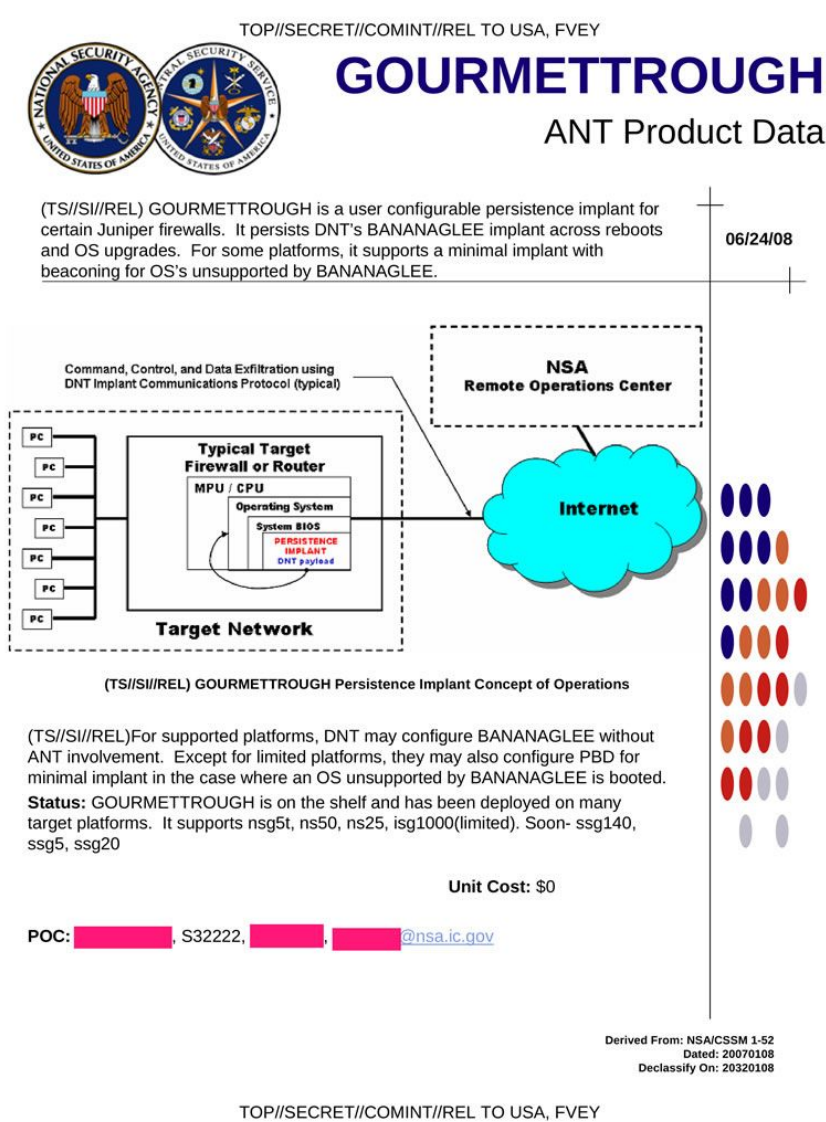 TOP//SECRET//COMINT//REL TO USA, FVEY
NATIONAL SECURITY AGENCY
UNITED STATES OF AMERICA
CENTRAL SECURITY SERVICE
UNITED STATES OF AMERICA
GOURMETTROUGH
ANT Product Data
(TS//SI//REL) GOURMETTROUGH is a user configurable persistence implant for
certain Juniper firewalls.  It persists DNT's BANANAGLEE implant across reboots
and OS upgrades.  For some platforms, it supports a minimal implant with
beaconing for OS's unsupported by BANANAGLEE.
06/24/08
Command, Control, and Data Exfiltration using
DNT Implant Communications Protocol (typical)
NSA
Remote Operations Center
PC
PC
PC
PC
PC
PC
PC
Typical Target
Firewall or Router
MPU / CPU
Operating System
System BIOS
PERSISTENCE
IMPLANT
DNT payload
Internet
Target Network
(TS//SI//REL) GOURMETTROUGH Persistence Implant Concept of Operations
(TS//SI//REL)For supported platforms, DNT may configure BANANAGLEE without
ANT involvement.  Except for limited platforms, they may also configure PBD for
minimal implant in the case where an OS unsupported by BANANAGLEE is booted.
Status: GOURMETTROUGH is on the shelf and has been deployed on many
target platforms.  It supports nsg5t, ns50, ns25, isg1000(limited). Soon- ssg140,
ssg5, ssg20
Unit Cost: $0
POC: , S32222, , @nsa.ic.gov
Derived From: NSA/CSSM 1-52
Dated: 20070108
Declassify On: 20320108
TOP//SECRET//COMINT//REL TO USA, FVEY